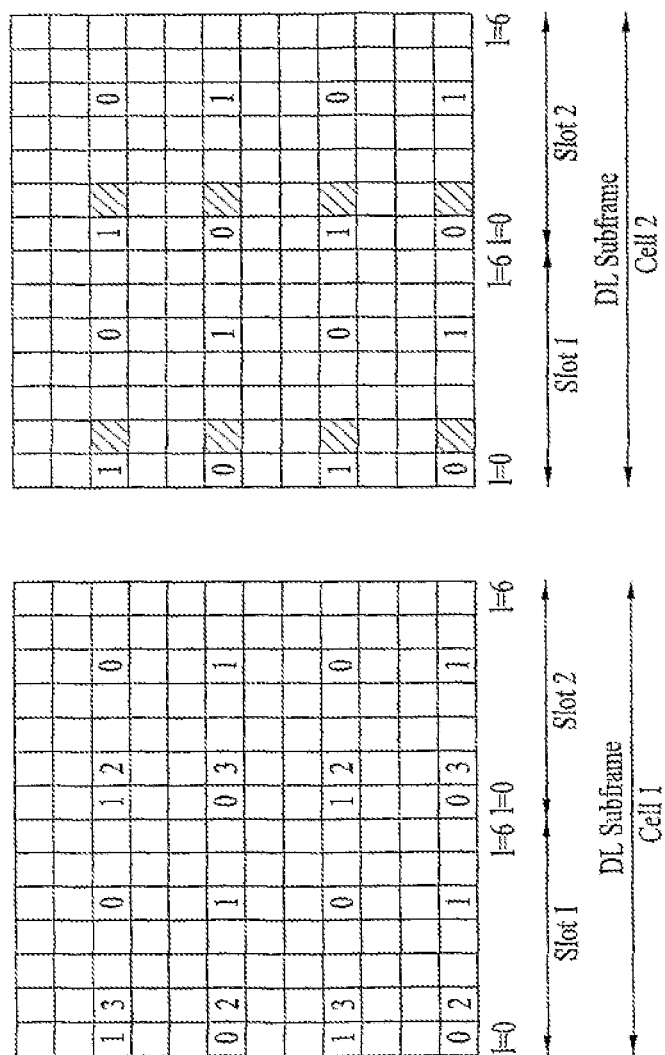 1 3 0 1 2 0
0 2 1 0 3 1
1 3 0 1 2 0
0 2 1 0 3 1
l=0 l=6 l=0 l=6
Slot 1 Slot 2
DL Subframe
Cell 1
1 0 1 0
0 1 0 1
1 0 1 0
0 1 0 1
l=0 l=6 l=0 l=6
Slot 1 Slot 2
DL Subframe
Cell 2